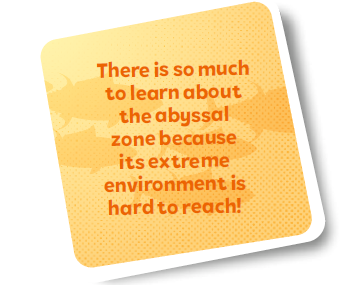 There is so much
to learn about
the abyssal
zone because
its extreme
environment is
hard to reach!